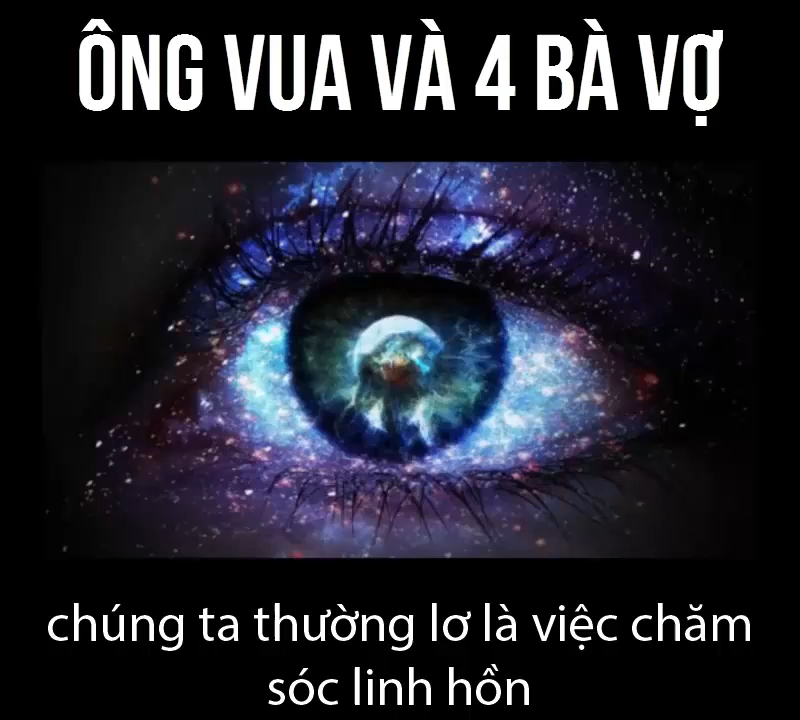 ÔNG VUA VÀ 4 BÀ VỢ
chúng ta thường lơ là việc chăm
sóc linh hồn